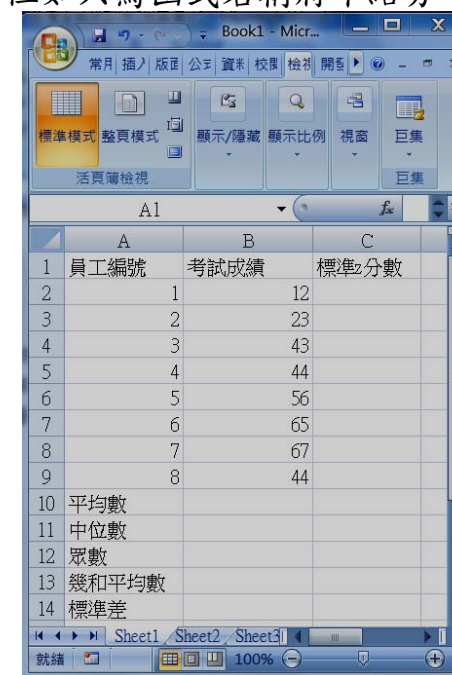 Book1 - Micr...
常用 插入 版面 公式 資料 校閱 檢視 開發
標準模式 整頁模式 顯示/隱藏 顯示比例 視窗 巨集
活頁簿檢視 巨集
A1 fx
A B C
1 員工編號 考試成績 標準z分數
2 1 12
3 2 23
4 3 43
5 4 44
6 5 56
7 6 65
8 7 67
9 8 44
10 平均數
11 中位數
12 眾數
13 幾和平均數
14 標準差
Sheet1 Sheet2 Sheet3
就緒 100%